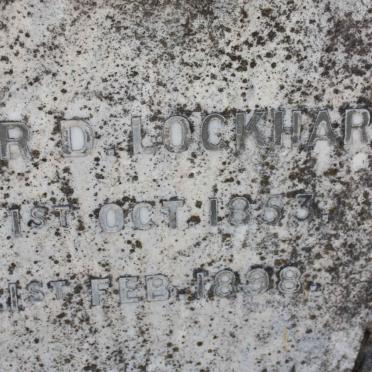 R D. LOCKHAR
1ST OCT. 1853.
1ST FEB. 1898.